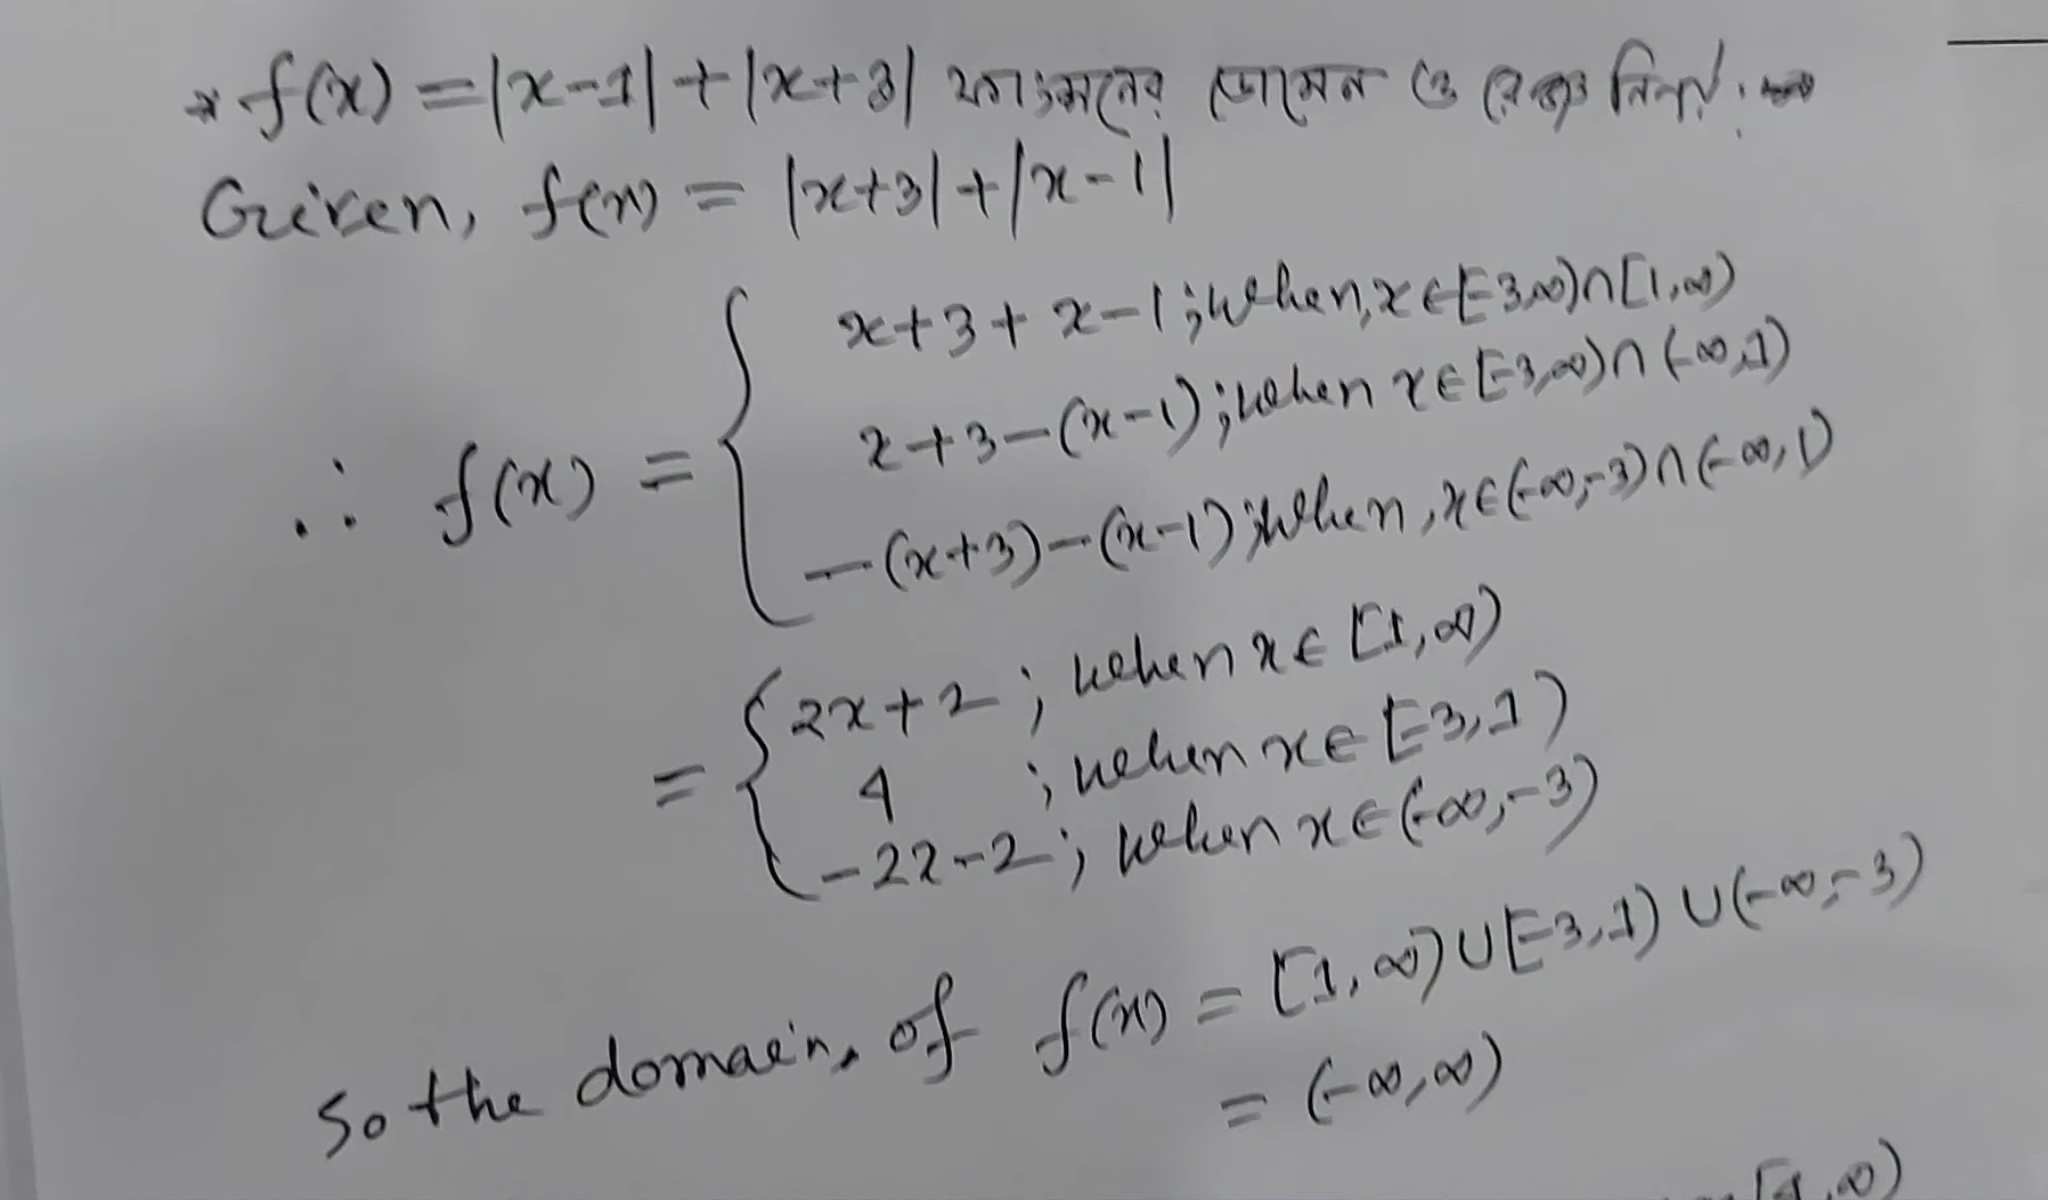 * f(x) = |x-1| + |x+3| ফাংশনের ডোমেন ও রেঞ্জ নির্ণয়:
Given, f(x) = |x+3| + |x-1|
x+3+x-1; when, x∈[-3,∞)∩[1,∞)
x+3-(x-1); when x∈[-3,∞)∩(-∞,1)
∴ f(x) = {
-(x+3)-(x-1); when, x∈(-∞,-3)∩(-∞,1)
2x+2 ; when x∈[1,∞)
= { 4 ; when x∈[-3,1)
-2x-2; when x∈(-∞,-3)
So the domain, of f(x) = [1,∞)∪[-3,1)∪(-∞,-3)
= (-∞,∞)